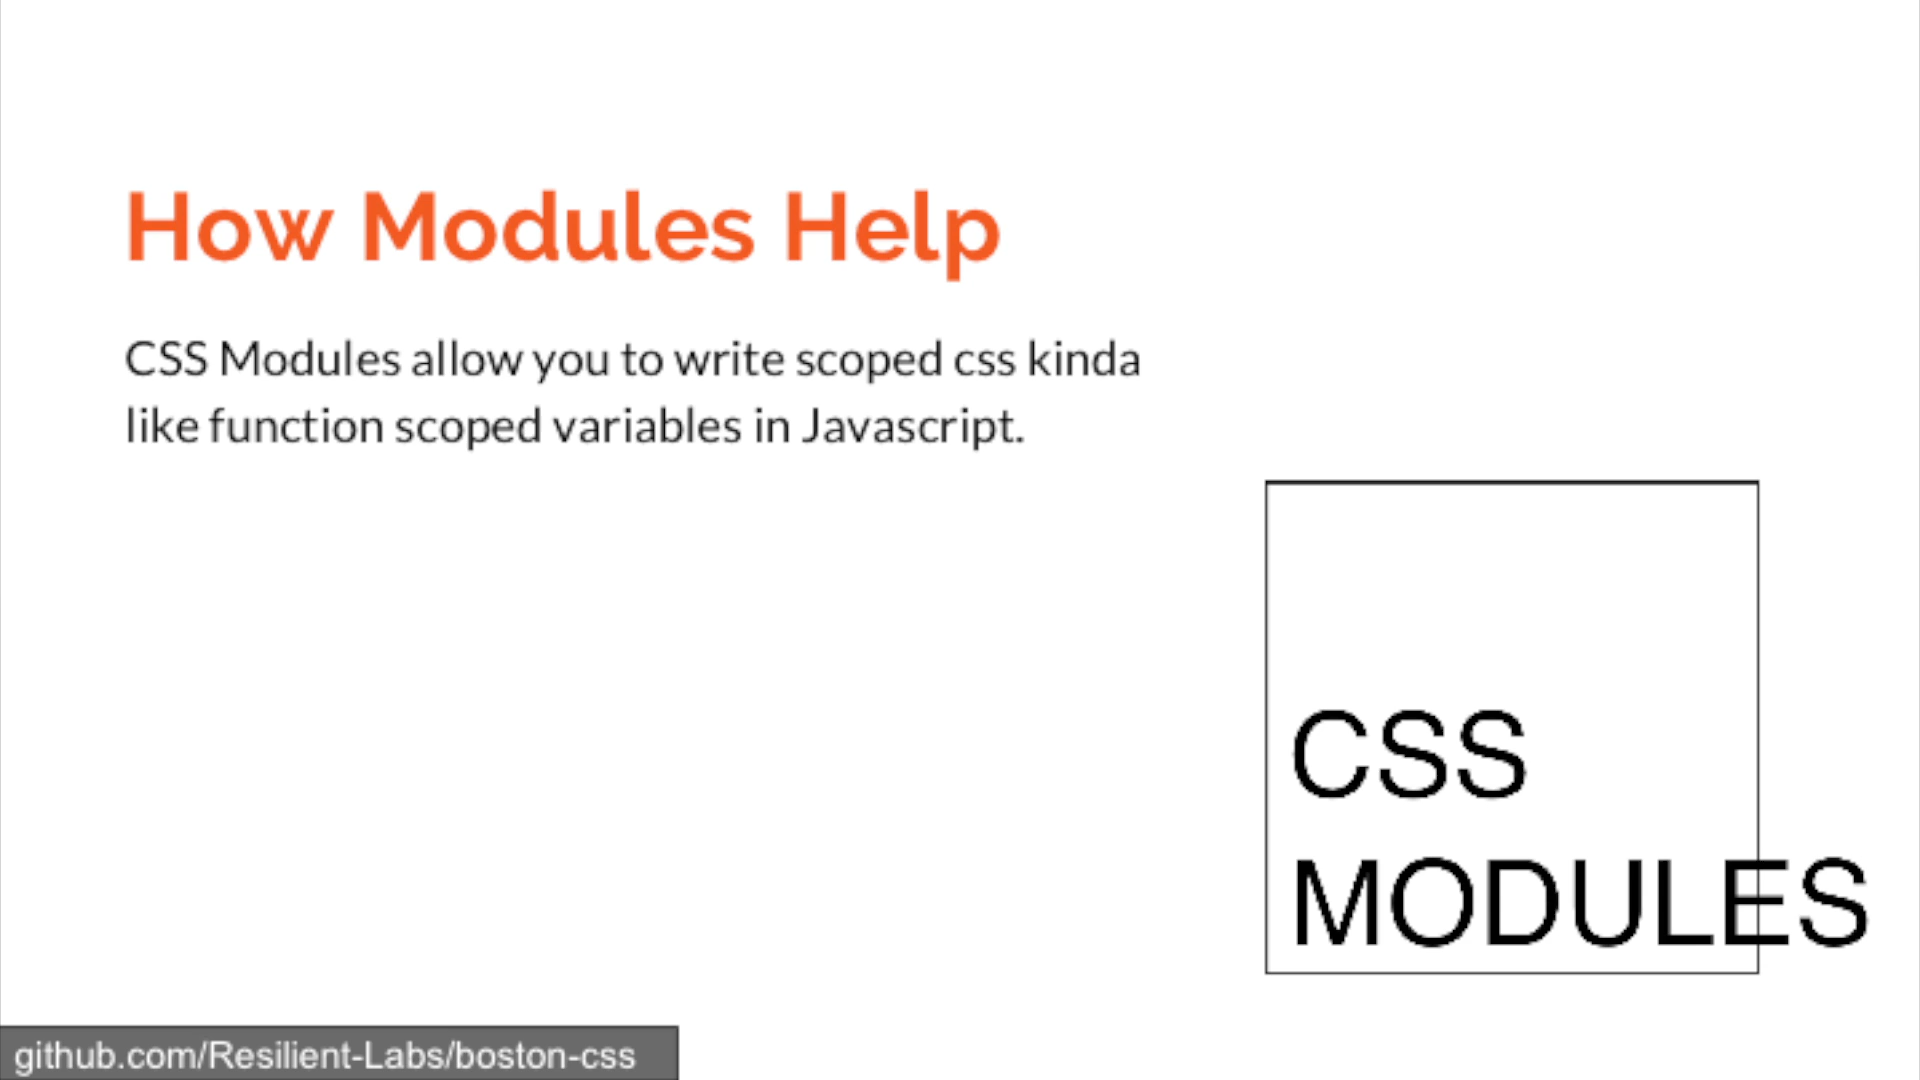 How Modules Help
CSS Modules allow you to write scoped css kinda
like function scoped variables in Javascript.
CSS
MODULES
github.com/Resilient-Labs/boston-css